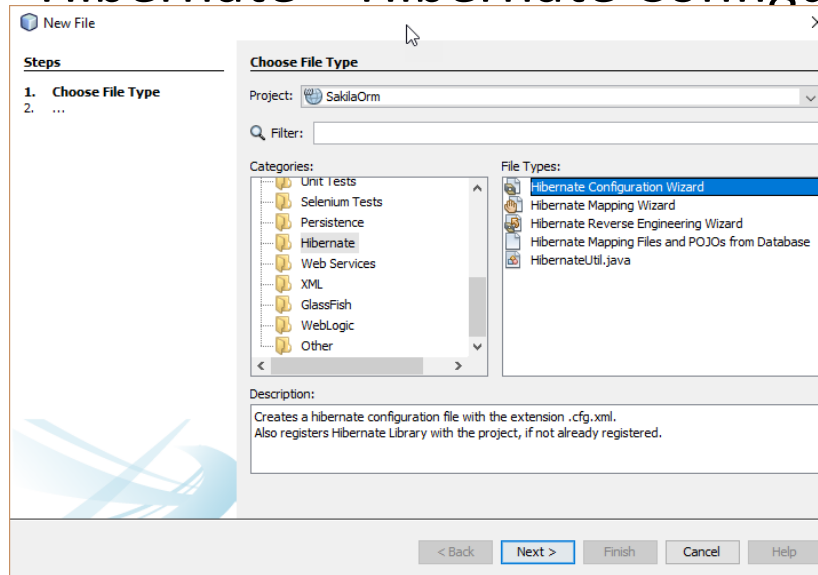 Hibernate - Hibernate Configu
New File
Steps
1. Choose File Type
2. ...
Choose File Type
Project: SakilaOrm
Filter:
Categories:
Unit Tests
Selenium Tests
Persistence
Hibernate
Web Services
XML
GlassFish
WebLogic
Other
File Types:
Hibernate Configuration Wizard
Hibernate Mapping Wizard
Hibernate Reverse Engineering Wizard
Hibernate Mapping Files and POJOs from Database
HibernateUtil.java
Description:
Creates a hibernate configuration file with the extension .cfg.xml.
Also registers Hibernate Library with the project, if not already registered.
< Back Next > Finish Cancel Help